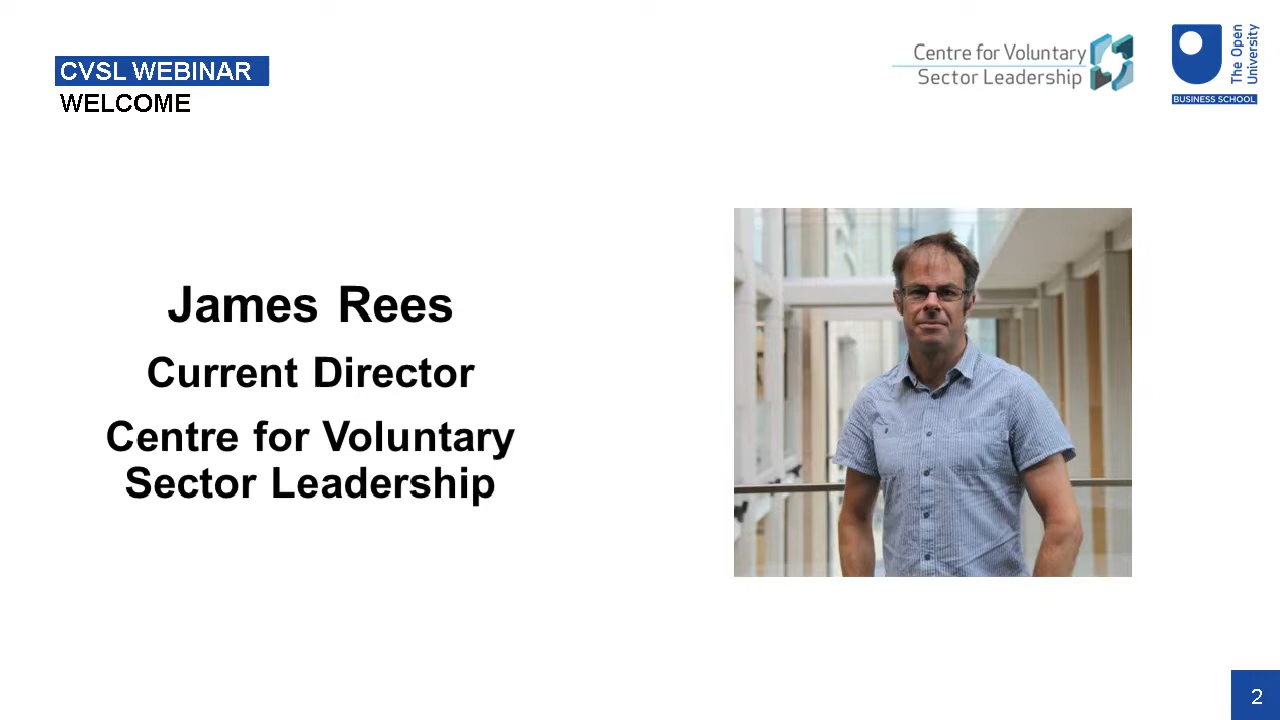 CVSL WEBINAR
WELCOME
Centre for Voluntary
Sector Leadership
The Open
University
BUSINESS SCHOOL
James Rees
Current Director
Centre for Voluntary
Sector Leadership
2